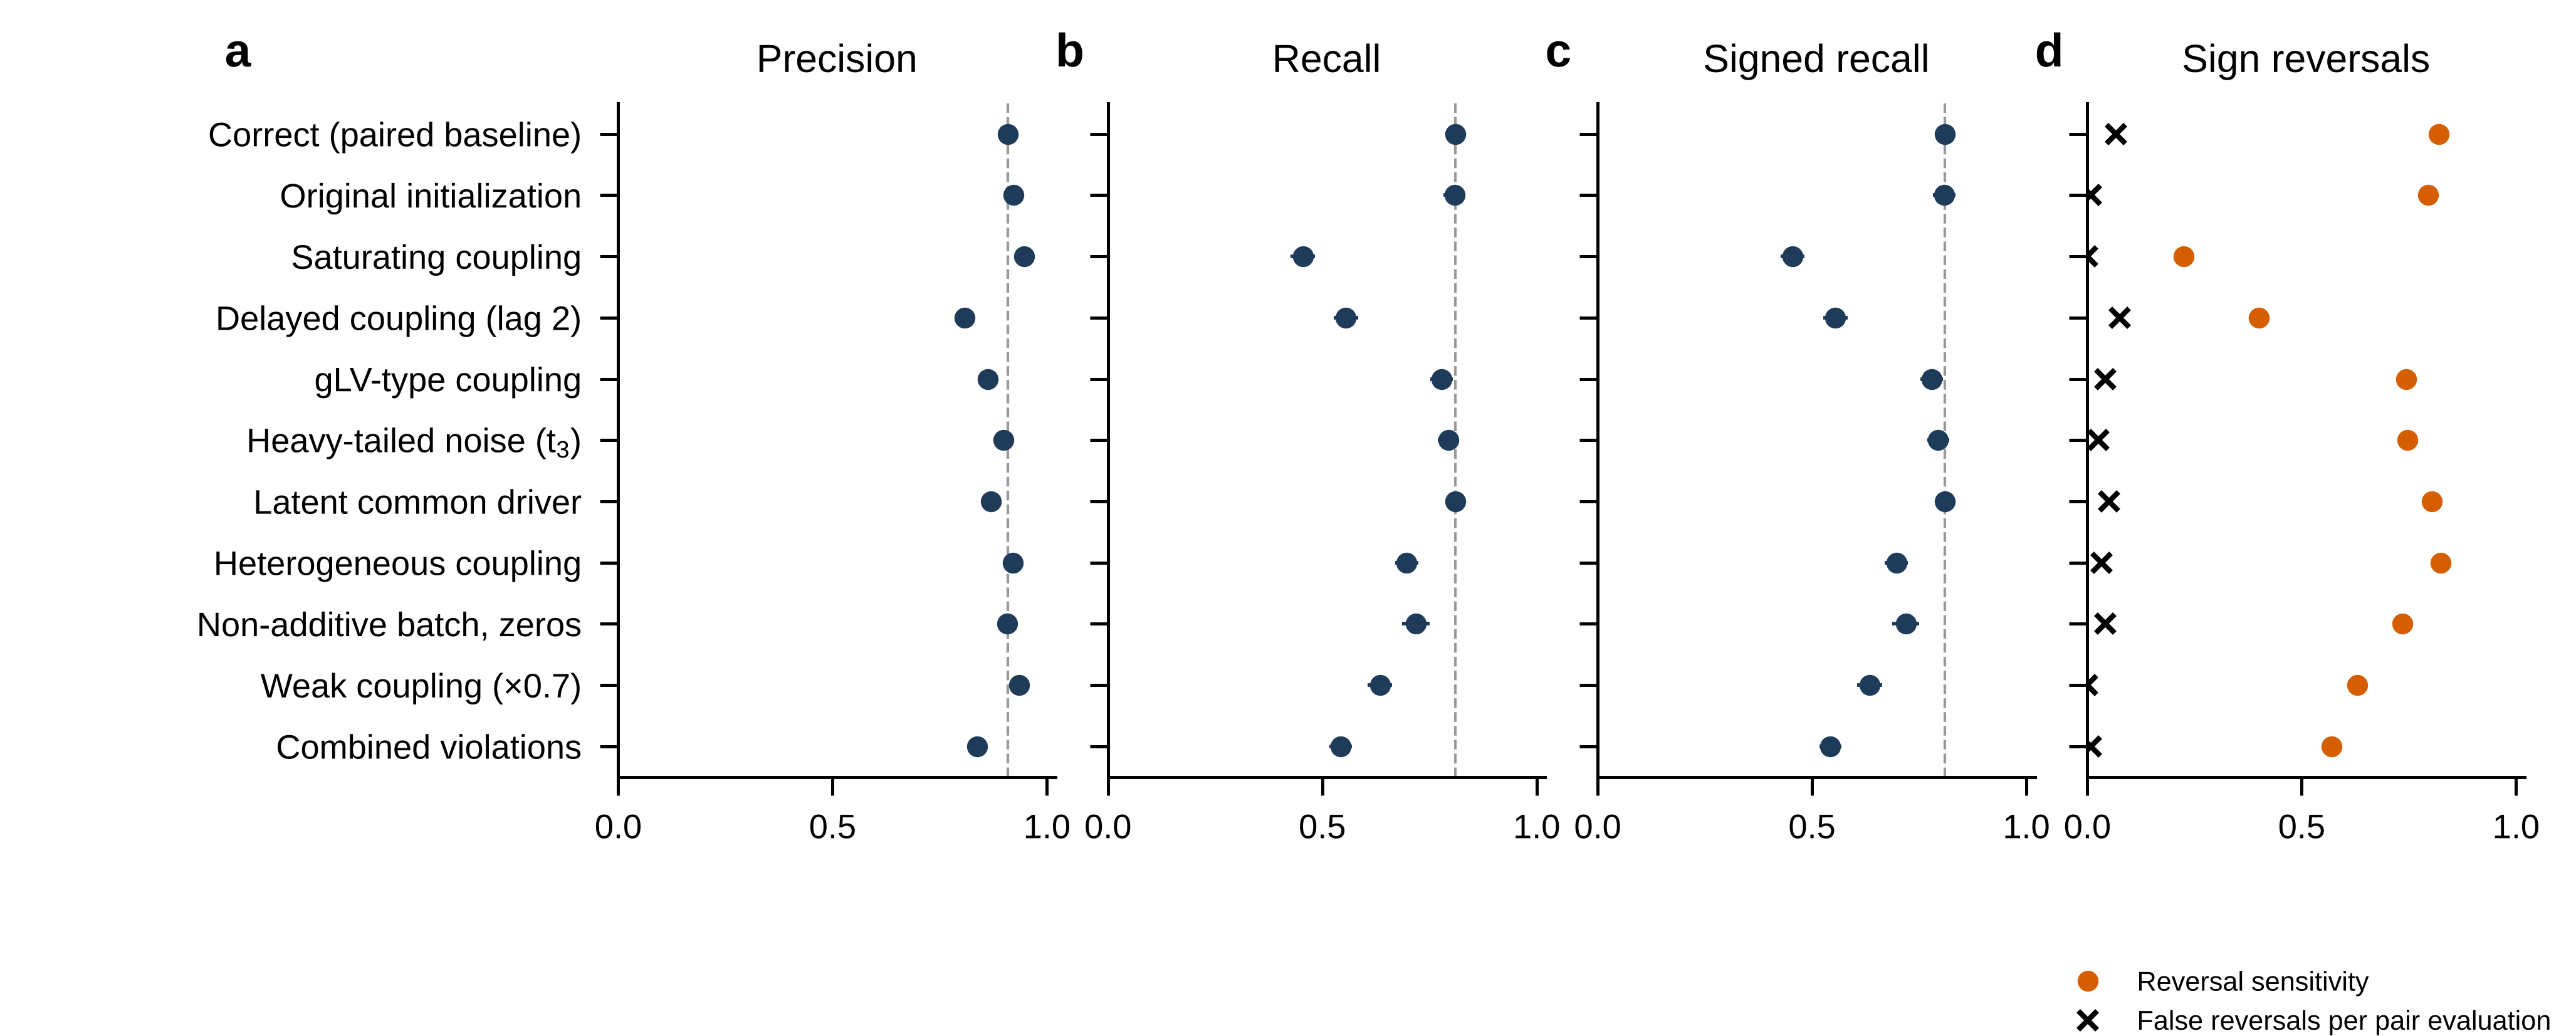 a Precision b Recall c Signed recall d Sign reversals
Correct (paired baseline)
Original initialization
Saturating coupling
Delayed coupling (lag 2)
gLV-type coupling
Heavy-tailed noise (t₃)
Latent common driver
Heterogeneous coupling
Non-additive batch, zeros
Weak coupling (×0.7)
Combined violations
0.0 0.5 1.0 0.0 0.5 1.0 0.0 0.5 1.0 0.0 0.5 1.0
Reversal sensitivity
False reversals per pair evaluation